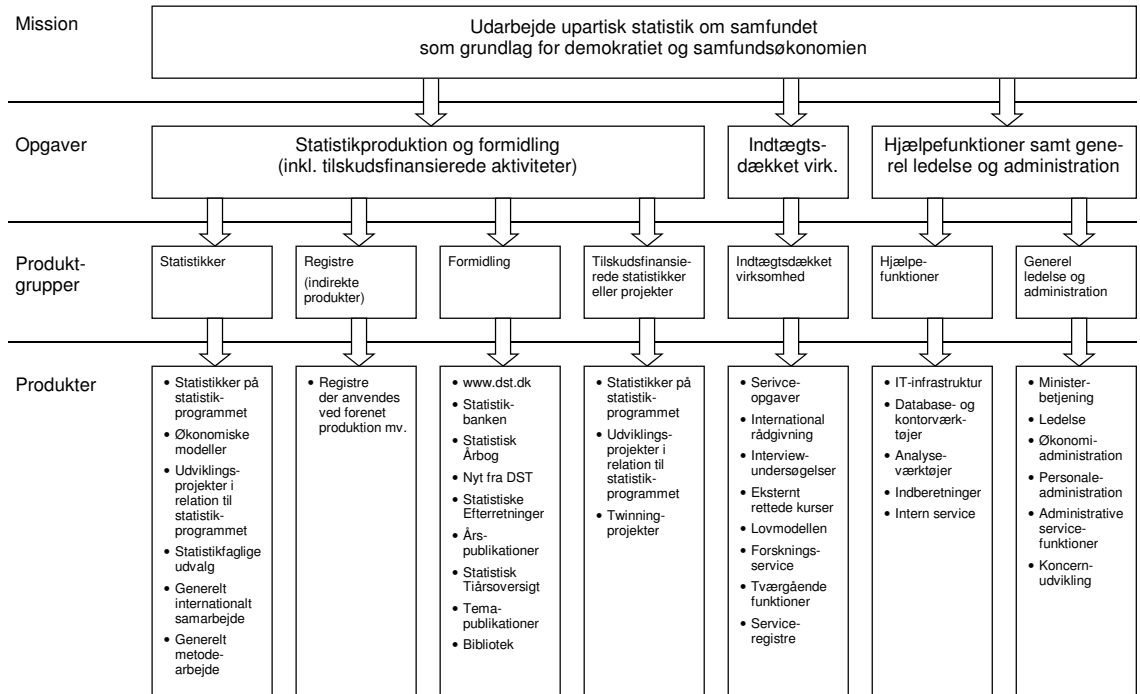 Mission
Udarbejde upartisk statistik om samfundet
som grundlag for demokratiet og samfundsøkonomien
Opgaver
Statistikproduktion og formidling
(inkl. tilskudsfinansierede aktiviteter)
Indtægts-
dækket virk.
Hjælpefunktioner samt gene-
rel ledelse og administration
Produkt-
grupper
Statistikker
Registre
(indirekte
produkter)
Formidling
Tilskudsfinansie-
rede statistikker
eller projekter
Indtægtsdækket
virksomhed
Hjælpe-
funktioner
Generel
ledelse og
administration
Produkter
• Statistikker på
statistik-
programmet
• Økonomiske
modeller
• Udviklings-
projekter i
relation til
statistik-
programmet
• Statistikfaglige
udvalg
• Generelt
internationalt
samarbejde
• Generelt
metode-
arbejde
• Registre
der anvendes
ved forenet
produktion mv.
• www.dst.dk
• Statistik-
banken
• Statistisk
Årbog
• Nyt fra DST
• Statistiske
Efterretninger
• Års-
publikationer
• Statistisk
Tiårsoversigt
• Tema-
publikationer
• Bibliotek
• Statistikker på
statistik-
programmet
• Udviklings-
projekter i
relation til
statistik-
programmet
• Twinning-
projekter
• Serivce-
opgaver
• International
rådgivning
• Interview-
undersøgelser
• Eksternt
rettede kurser
• Lovmodellen
• Forsknings-
service
• Tværgående
funktioner
• Service-
registre
• IT-infrastruktur
• Database- og
kontorværk-
tøjer
• Analyse-
værktøjer
• Indberetninger
• Intern service
• Minister-
betjening
• Ledelse
• Økonomi-
administration
• Personale-
administration
• Administrative
service-
funktioner
• Koncern-
udvikling